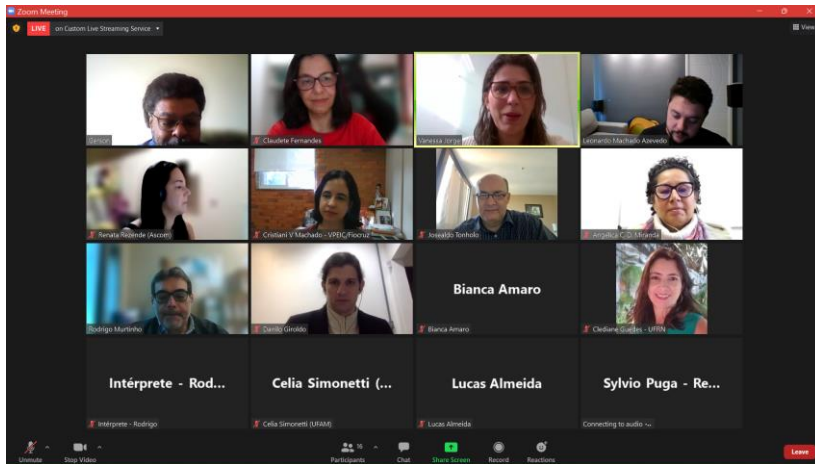 Zoom Meeting
LIVE on Custom Live Streaming Service
View
Gerson
Claudete Fernandes
Vanessa Jorge
Leonardo Machado Azevedo
Renata Rezende (Ascom)
Cristiani V Machado - VPEIC/Fiocruz
Josealdo Tonholo
Angélica C. D. Miranda
Rodrigo Murtinho
Danilo Giroldo
Bianca Amaro
Bianca Amaro
Clediane Guedes - UFRN
Intérprete - Rod...
Celia Simonetti (...
Lucas Almeida
Sylvio Puga - Re...
Intérprete - Rodrigo
Celia Simonetti (UFAM)
Lucas Almeida
Connecting to audio
Unmute
Stop Video
Participants
16
Chat
Share Screen
Record
Reactions
Leave